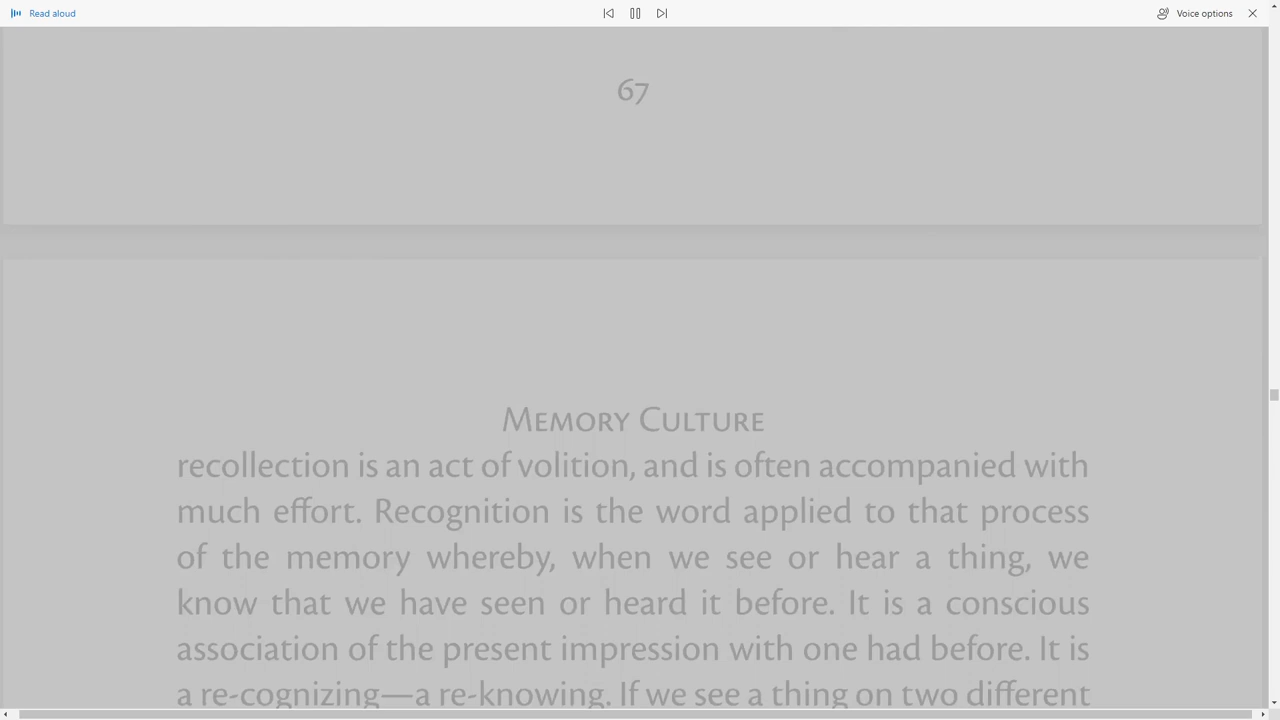 Read aloud
Voice options
67
Memory Culture
recollection is an act of volition, and is often accompanied with
much effort. Recognition is the word applied to that process
of the memory whereby, when we see or hear a thing, we
know that we have seen or heard it before. It is a conscious
association of the present impression with one had before. It is
a re-cognizing—a re-knowing. If we see a thing on two different